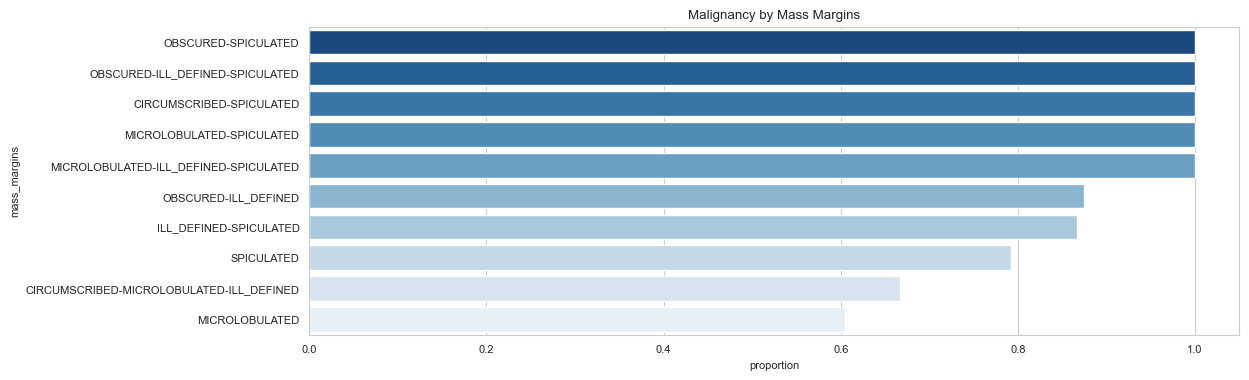 Malignancy by Mass Margins
mass_margins
OBSCURED-SPICULATED
OBSCURED-ILL_DEFINED-SPICULATED
CIRCUMSCRIBED-SPICULATED
MICROLOBULATED-SPICULATED
MICROLOBULATED-ILL_DEFINED-SPICULATED
OBSCURED-ILL_DEFINED
ILL_DEFINED-SPICULATED
SPICULATED
CIRCUMSCRIBED-MICROLOBULATED-ILL_DEFINED
MICROLOBULATED
0.0 0.2 0.4 0.6 0.8 1.0
proportion